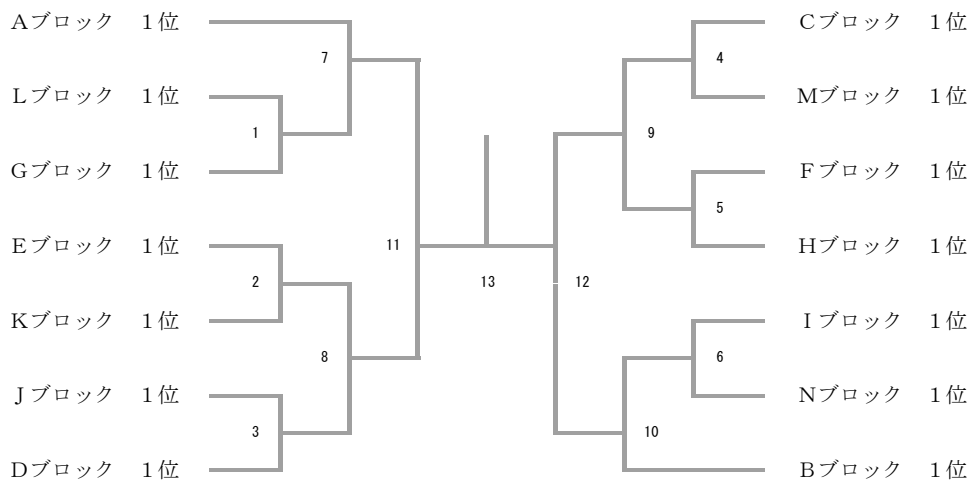 Aブロック　1位
Lブロック　1位
Gブロック　1位
Eブロック　1位
Kブロック　1位
Jブロック　1位
Dブロック　1位
7
1
2
8
3
11
13
12
4
9
5
6
10
Cブロック　1位
Mブロック　1位
Fブロック　1位
Hブロック　1位
Iブロック　1位
Nブロック　1位
Bブロック　1位